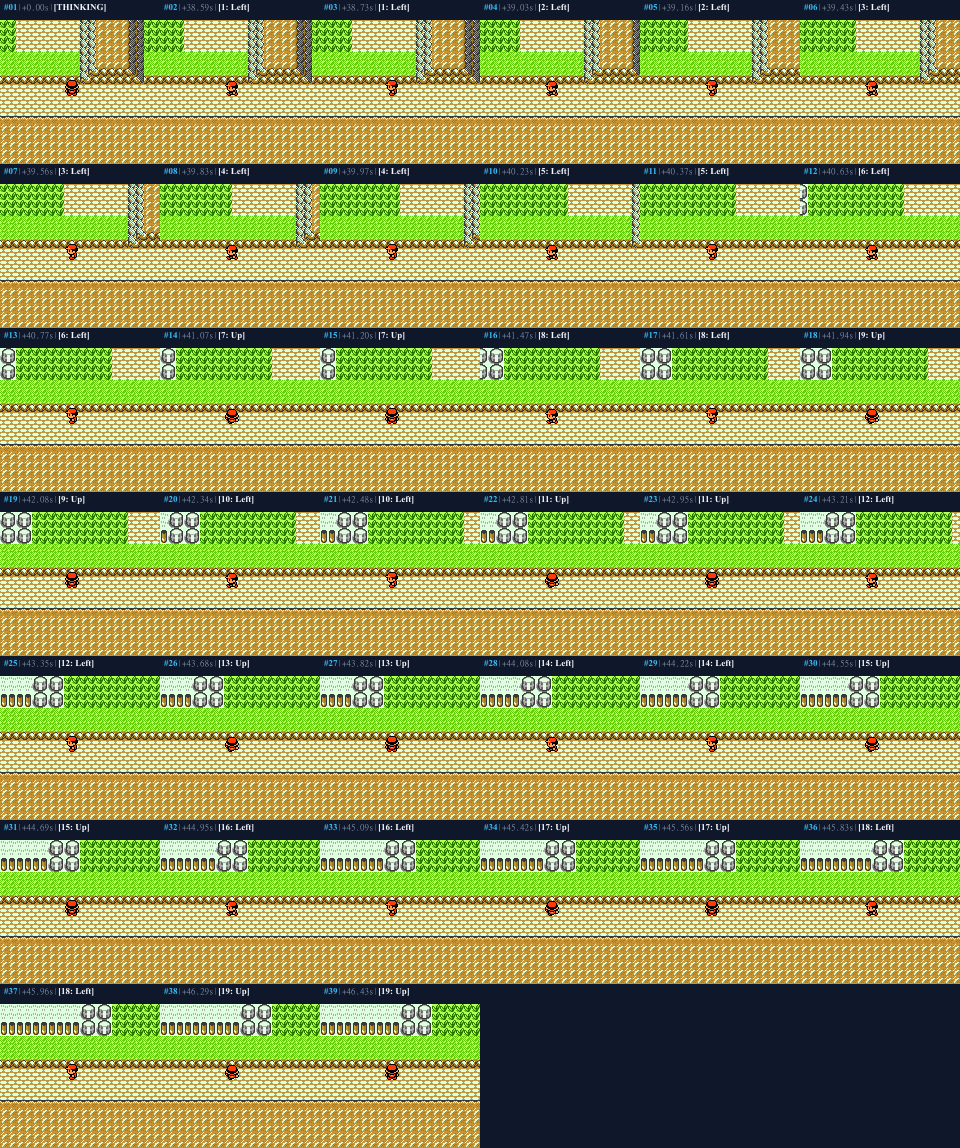 #01|+0.00s|[THINKING] #02|+38.59s|[1: Left] #03|+38.73s|[1: Left] #04|+39.03s|[2: Left] #05|+39.16s|[2: Left] #06|+39.43s|[3: Left]
#07|+39.56s|[3: Left] #08|+39.83s|[4: Left] #09|+39.97s|[4: Left] #10|+40.23s|[5: Left] #11|+40.37s|[5: Left] #12|+40.63s|[6: Left]
#13|+40.77s|[6: Left] #14|+41.07s|[7: Up] #15|+41.20s|[7: Up] #16|+41.47s|[8: Left] #17|+41.61s|[8: Left] #18|+41.94s|[9: Up]
#19|+42.08s|[9: Up] #20|+42.34s|[10: Left] #21|+42.48s|[10: Left] #22|+42.81s|[11: Up] #23|+42.95s|[11: Up] #24|+43.21s|[12: Left]
#25|+43.35s|[12: Left] #26|+43.68s|[13: Up] #27|+43.82s|[13: Up] #28|+44.08s|[14: Left] #29|+44.22s|[14: Left] #30|+44.55s|[15: Up]
#31|+44.69s|[15: Up] #32|+44.95s|[16: Left] #33|+45.09s|[16: Left] #34|+45.42s|[17: Up] #35|+45.56s|[17: Up] #36|+45.83s|[18: Left]
#37|+45.96s|[18: Left] #38|+46.29s|[19: Up] #39|+46.43s|[19: Up]